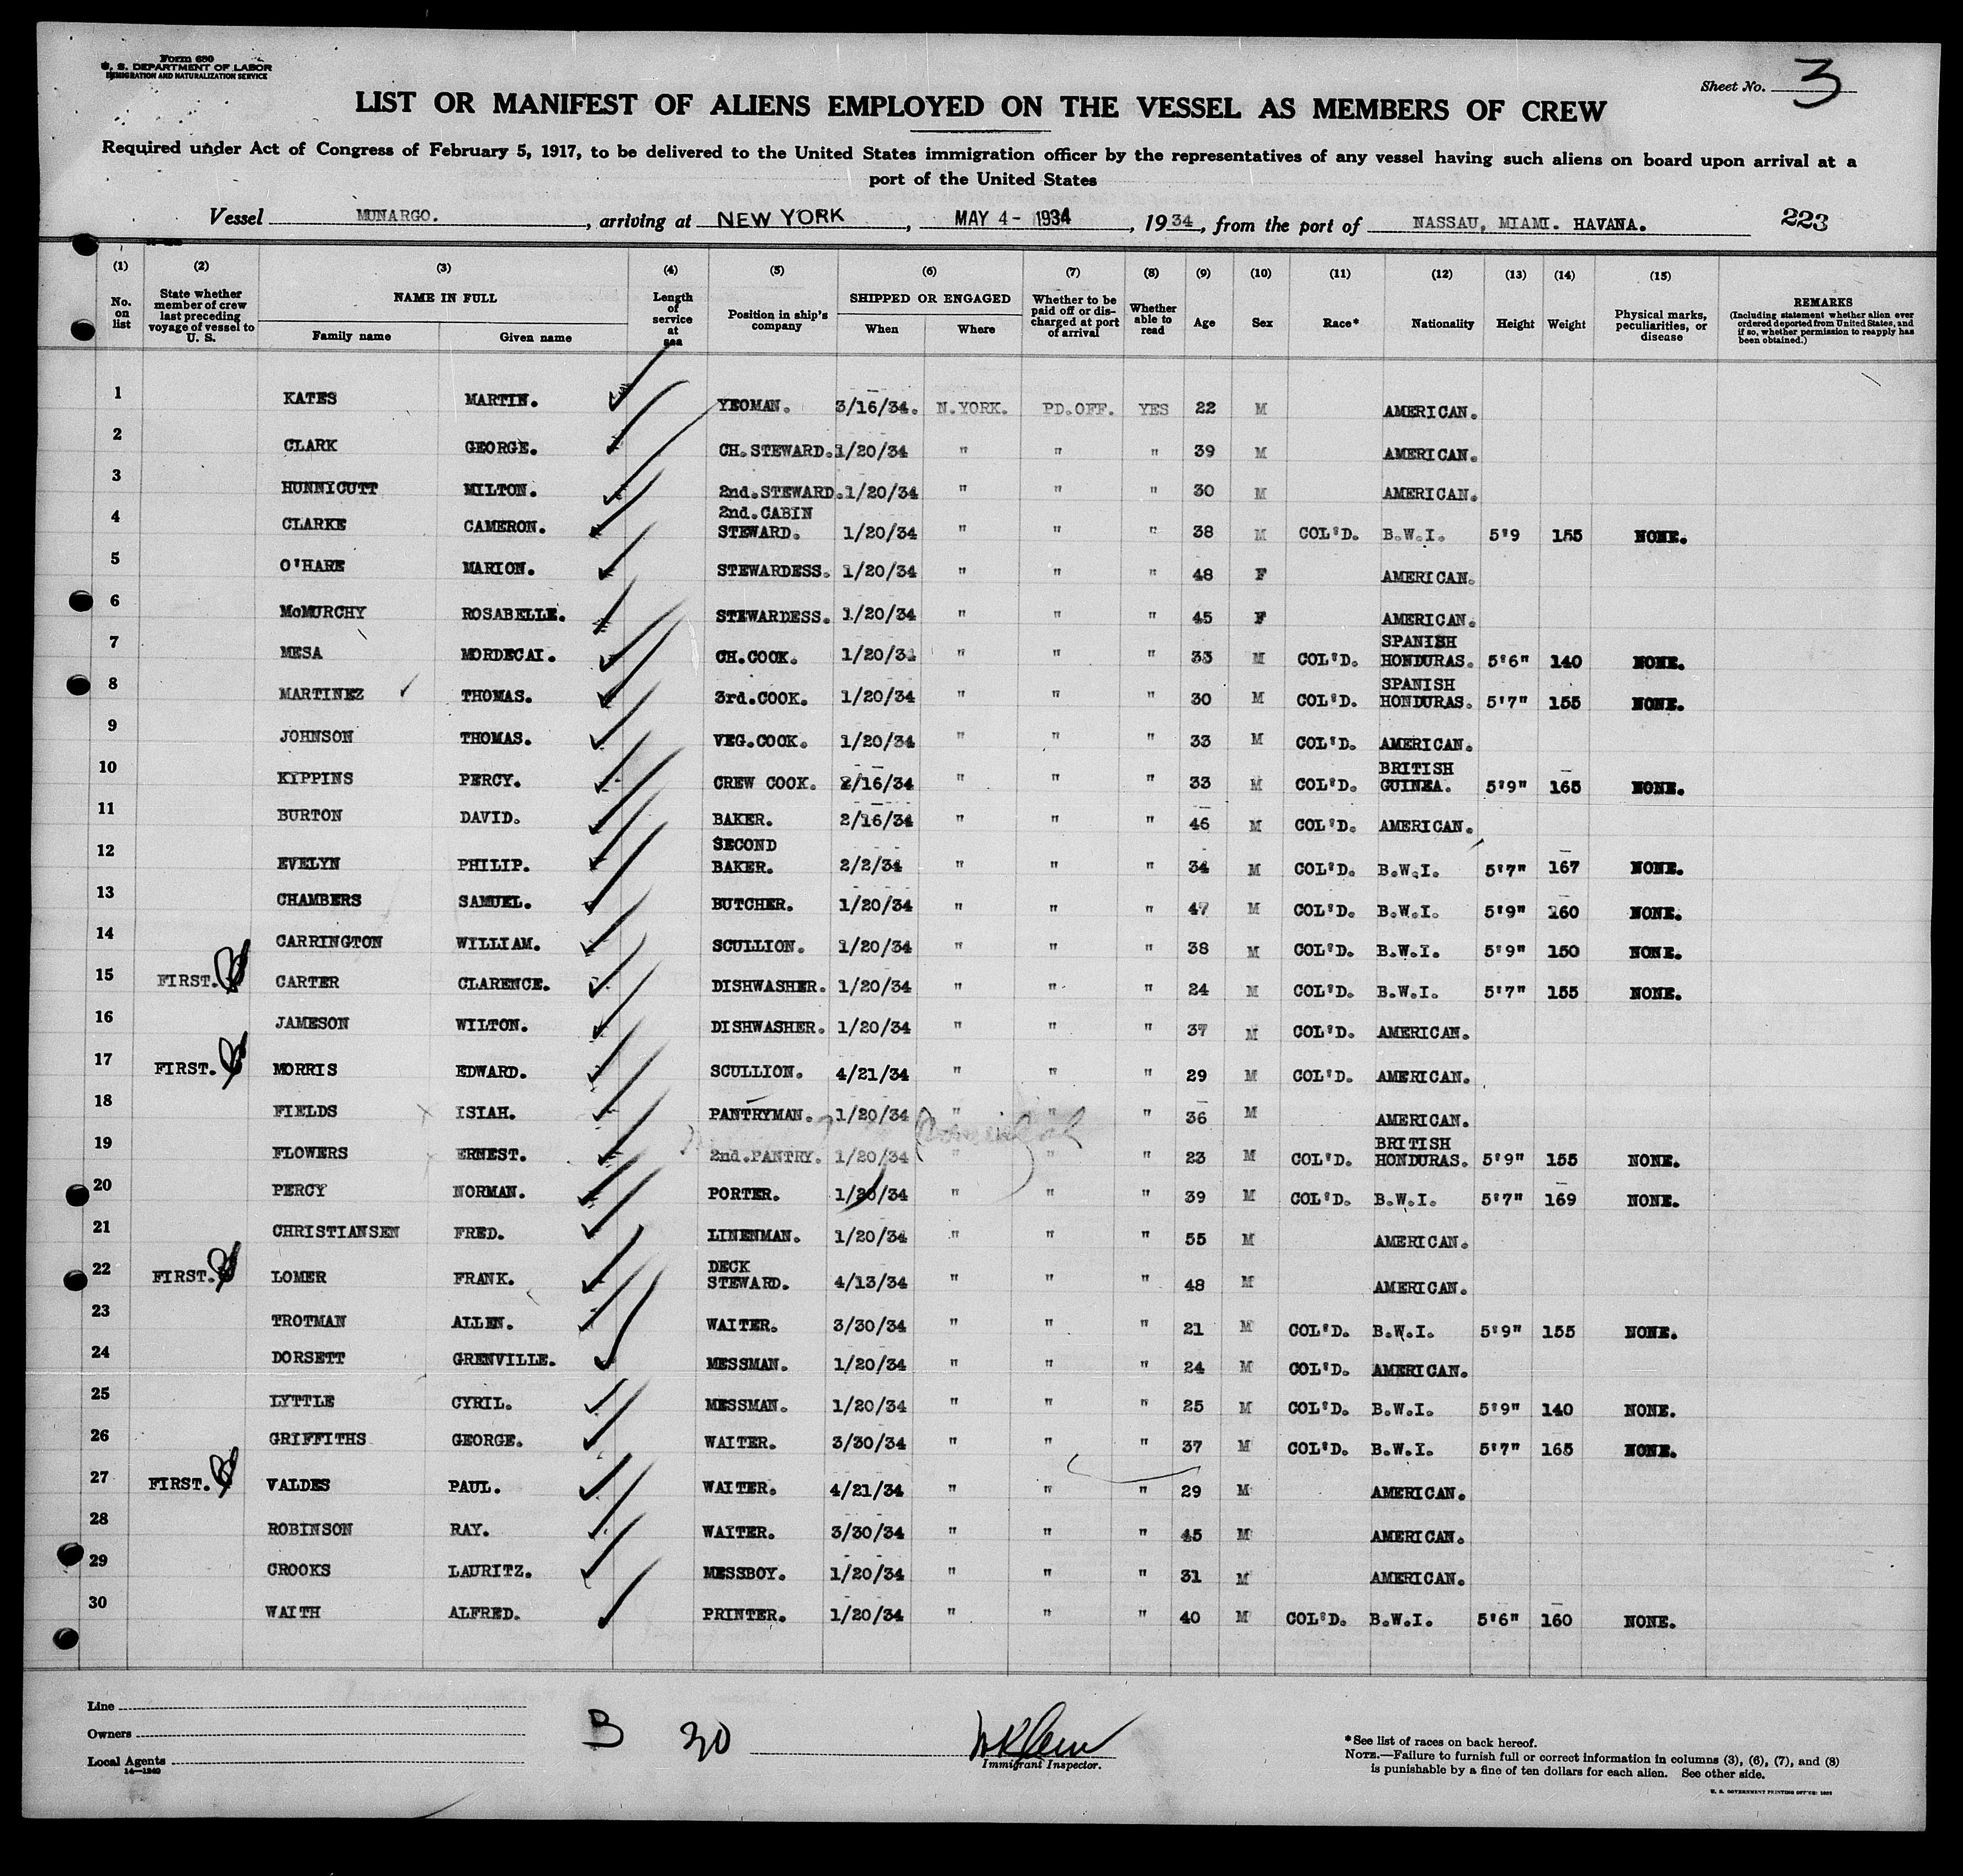 Form 680
U. S. DEPARTMENT OF LABOR
IMMIGRATION AND NATURALIZATION SERVICE
Sheet No. 3
LIST OR MANIFEST OF ALIENS EMPLOYED ON THE VESSEL AS MEMBERS OF CREW
Required under Act of Congress of February 5, 1917, to be delivered to the United States immigration officer by the representatives of any vessel having such aliens on board upon arrival at a
port of the United States
Vessel MUNARGO. , arriving at NEW YORK , MAY 4 - 1934 , 1934 , from the port of NASSAU, MIAMI. HAVANA. 223
(1) (2) (3) (4) (5) (6) (7) (8) (9) (10) (11) (12) (13) (14) (15)
No. on list State whether member of crew last preceding voyage of vessel to U. S. NAME IN FULL Family name Given name Length of service at sea Position in ship's company SHIPPED OR ENGAGED When Where Whether to be paid off or discharged at port of arrival Whether able to read Age Sex Race* Nationality Height Weight Physical marks, peculiarities, or disease REMARKS (Including statement whether alien ever ordered deported from United States, and if so, whether permission to reapply has been obtained.)
1 KATES MARTIN. YEOMAN. 3/16/34. N.YORK. PD.OFF. YES 22 M AMERICAN.
2 CLARK GEORGE. CH.STEWARD. 1/20/34 " " " 39 M AMERICAN.
3 HUNNICUTT MILTON. 2nd.STEWARD. 1/20/34 " " " 30 M AMERICAN.
4 CLARKE CAMERON. 2nd.CABIN STEWARD. 1/20/34 " " " 38 M COL'D. B.W.I. 5'9 155 NONE.
5 O'HARE MARION. STEWARDESS. 1/20/34 " " " 48 F AMERICAN.
6 McMURCHY ROSABELLE. STEWARDESS. 1/20/34 " " " 45 F AMERICAN.
7 MESA MORDECAI. CH.COOK. 1/20/34 " " " 33 M COL'D. SPANISH HONDURAS. 5'6" 140 NONE.
8 MARTINEZ THOMAS. 3rd.COOK. 1/20/34 " " " 30 M COL'D. SPANISH HONDURAS. 5'7" 155 NONE.
9 JOHNSON THOMAS. VEG.COOK. 1/20/34 " " " 33 M COL'D. AMERICAN.
10 KIPPINS PERCY. CREW COOK. 2/16/34 " " " 33 M COL'D. BRITISH GUINEA. 5'9" 165 NONE.
11 BURTON DAVID. BAKER. 2/16/34 " " " 46 M COL'D. AMERICAN.
12 EVELYN PHILIP. SECOND BAKER. 2/2/34 " " " 34 M COL'D. B.W.I. 5'7" 167 NONE.
13 CHAMBERS SAMUEL. BUTCHER. 1/20/34 " " " 47 M COL'D. B.W.I. 5'9" 160 NONE.
14 CARRINGTON WILLIAM. SCULLION. 1/20/34 " " " 38 M COL'D. B.W.I. 5'9" 150 NONE.
15 FIRST. CARTER CLARENCE. DISHWASHER. 1/20/34 " " " 24 M COL'D. B.W.I. 5'7" 155 NONE.
16 JAMESON WILTON. DISHWASHER. 1/20/34 " " " 37 M COL'D. AMERICAN.
17 FIRST. MORRIS EDWARD. SCULLION. 4/21/34 " " " 29 M COL'D. AMERICAN.
18 FIELDS ISIAH. PANTRYMAN. 1/20/34 " " " 36 M AMERICAN.
19 FLOWERS ERNEST. 2nd.PANTRY. 1/20/34 " " " 23 M COL'D. BRITISH HONDURAS. 5'9" 155 NONE.
20 PERCY NORMAN. PORTER. 1/20/34 " " " 39 M COL'D. B.W.I. 5'7" 169 NONE.
21 CHRISTIANSEN FRED. LINENMAN. 1/20/34 " " " 55 M AMERICAN.
22 FIRST. LOMER FRANK. DECK STEWARD. 4/13/34 " " " 48 M AMERICAN.
23 TROTMAN ALLEN. WAITER. 3/30/34 " " " 21 M COL'D. B.W.I. 5'9" 155 NONE.
24 DORSETT GRENVILLE. MESSMAN. 1/20/34 " " " 24 M COL'D. AMERICAN.
25 LYTTLE CYRIL. MESSMAN. 1/20/34 " " " 25 M COL'D. B.W.I. 5'9" 140 NONE.
26 GRIFFITHS GEORGE. WAITER. 3/30/34 " " " 37 M COL'D. B.W.I. 5'7" 165 NONE.
27 FIRST. VALDES PAUL. WAITER. 4/21/34 " " " 29 M AMERICAN.
28 ROBINSON RAY. WAITER. 3/30/34 " " " 45 M AMERICAN.
29 CROOKS LAURITZ. MESSBOY. 1/20/34 " " " 31 M AMERICAN.
30 WAITH ALFRED. PRINTER. 1/20/34 " " " 40 M COL'D. B.W.I. 5'6" 160 NONE.
Line
Owners
Local Agents
14—1240
B 30
Immigrant Inspector.
*See list of races on back hereof.
NOTE.—Failure to furnish full or correct information in columns (3), (6), (7), and (8)
is punishable by a fine of ten dollars for each alien. See other side.
U. S. GOVERNMENT PRINTING OFFICE: